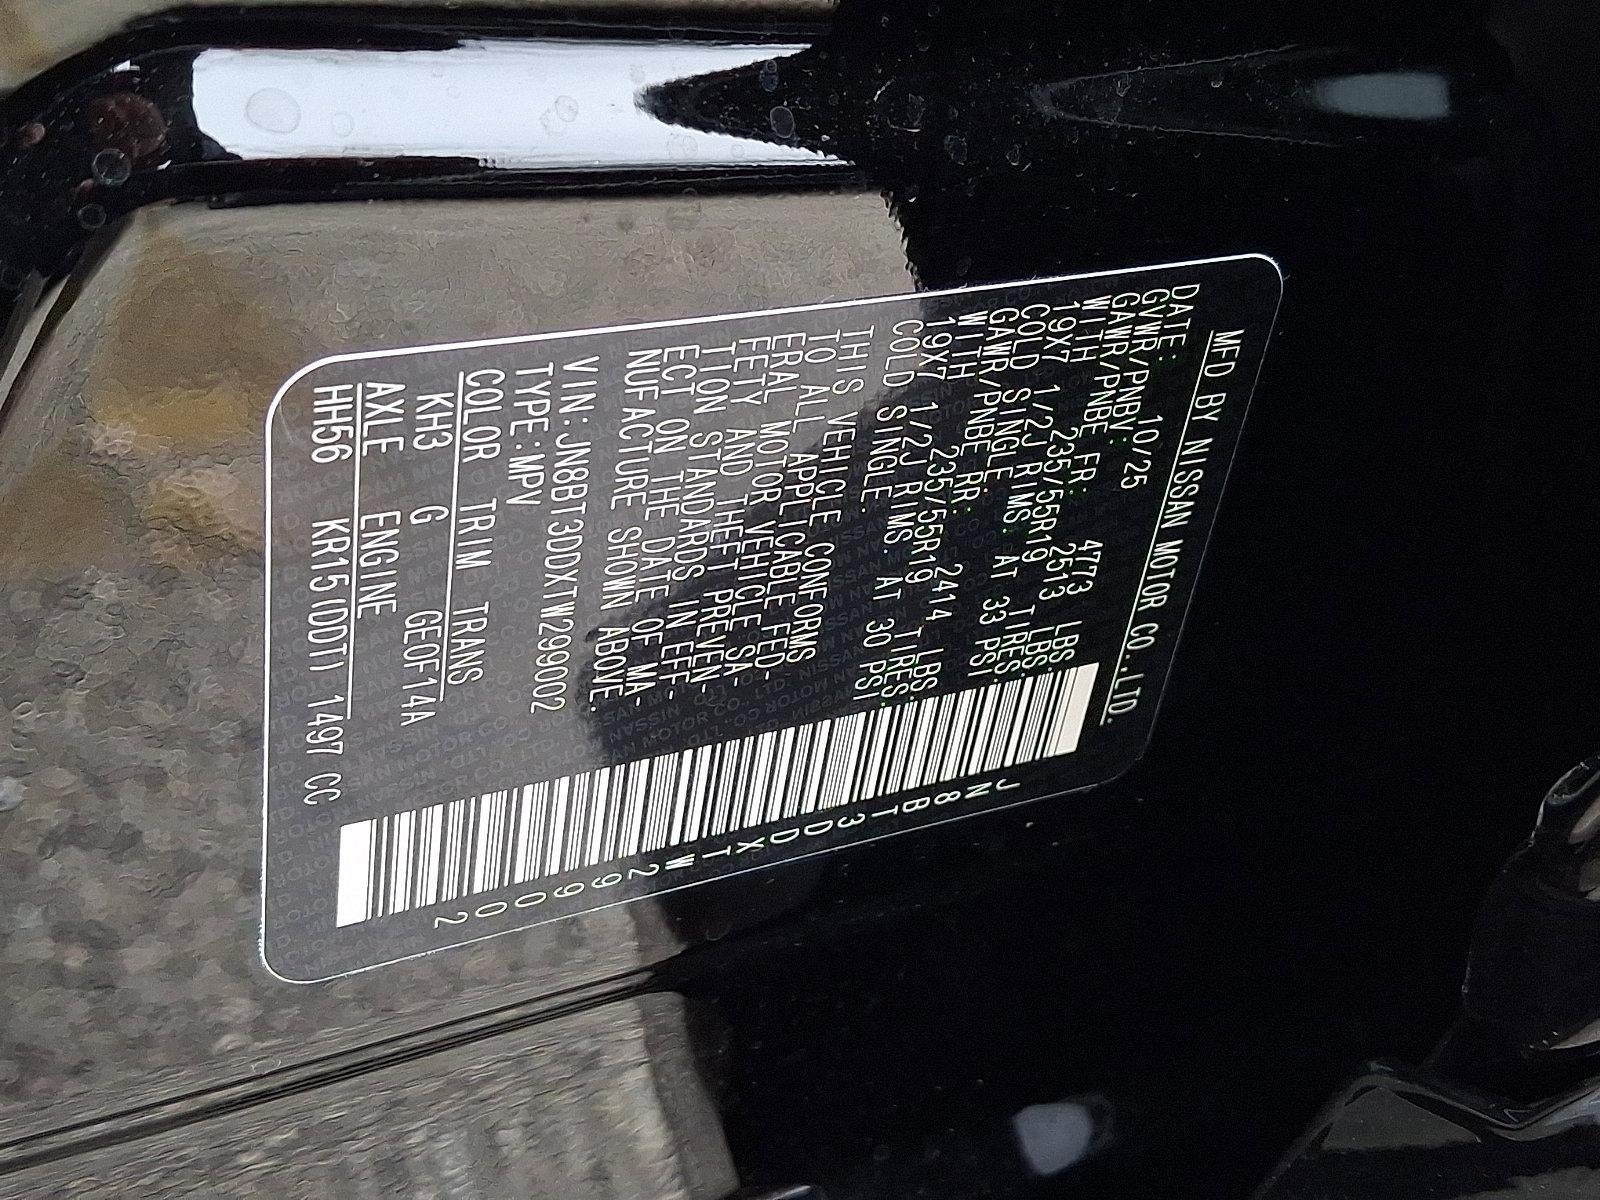 MFD BY NISSAN MOTOR CO.,LTD.
DATE: 10/25
GVWR/PNBV: 4773 LBS
GAWR/PNBE FR: 2513 LBS.
WITH 235/55R19 TIRES.
19X7 1/2J RIMS. AT 33 PSI
COLD SINGLE.
GAWR/PNBE RR: 2414 LBS.
WITH 235/55R19 TIRES.
19X7 1/2J RIMS. AT 30 PSI
COLD SINGLE.
THIS VEHICLE CONFORMS
TO ALL APPLICABLE FED-
ERAL MOTOR VEHICLE SA-
FETY AND THEFT PREVEN-
TION STANDARDS IN EFF-
ECT ON THE DATE OF MA-
NUFACTURE SHOWN ABOVE.
VIN:JN8BT3DDXTW299002
TYPE:MPV
COLOR TRIM TRANS
KH3 G GE0F14A
AXLE ENGINE
HH56 KR15(DDT) 1497 CC
JN8BT3DDXTW299002